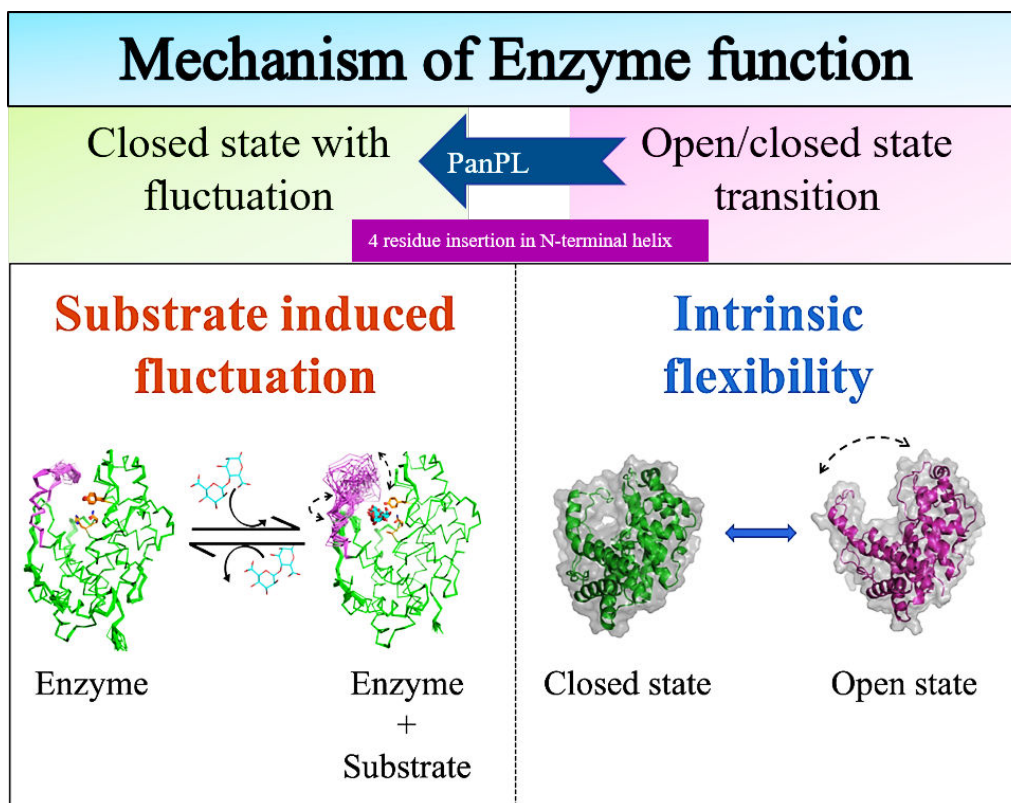 Mechanism of Enzyme function
Closed state with
fluctuation
PanPL
Open/closed state
transition
4 residue insertion in N-terminal helix
Substrate induced
fluctuation
Intrinsic
flexibility
Enzyme
Enzyme
+
Substrate
Closed state
Open state